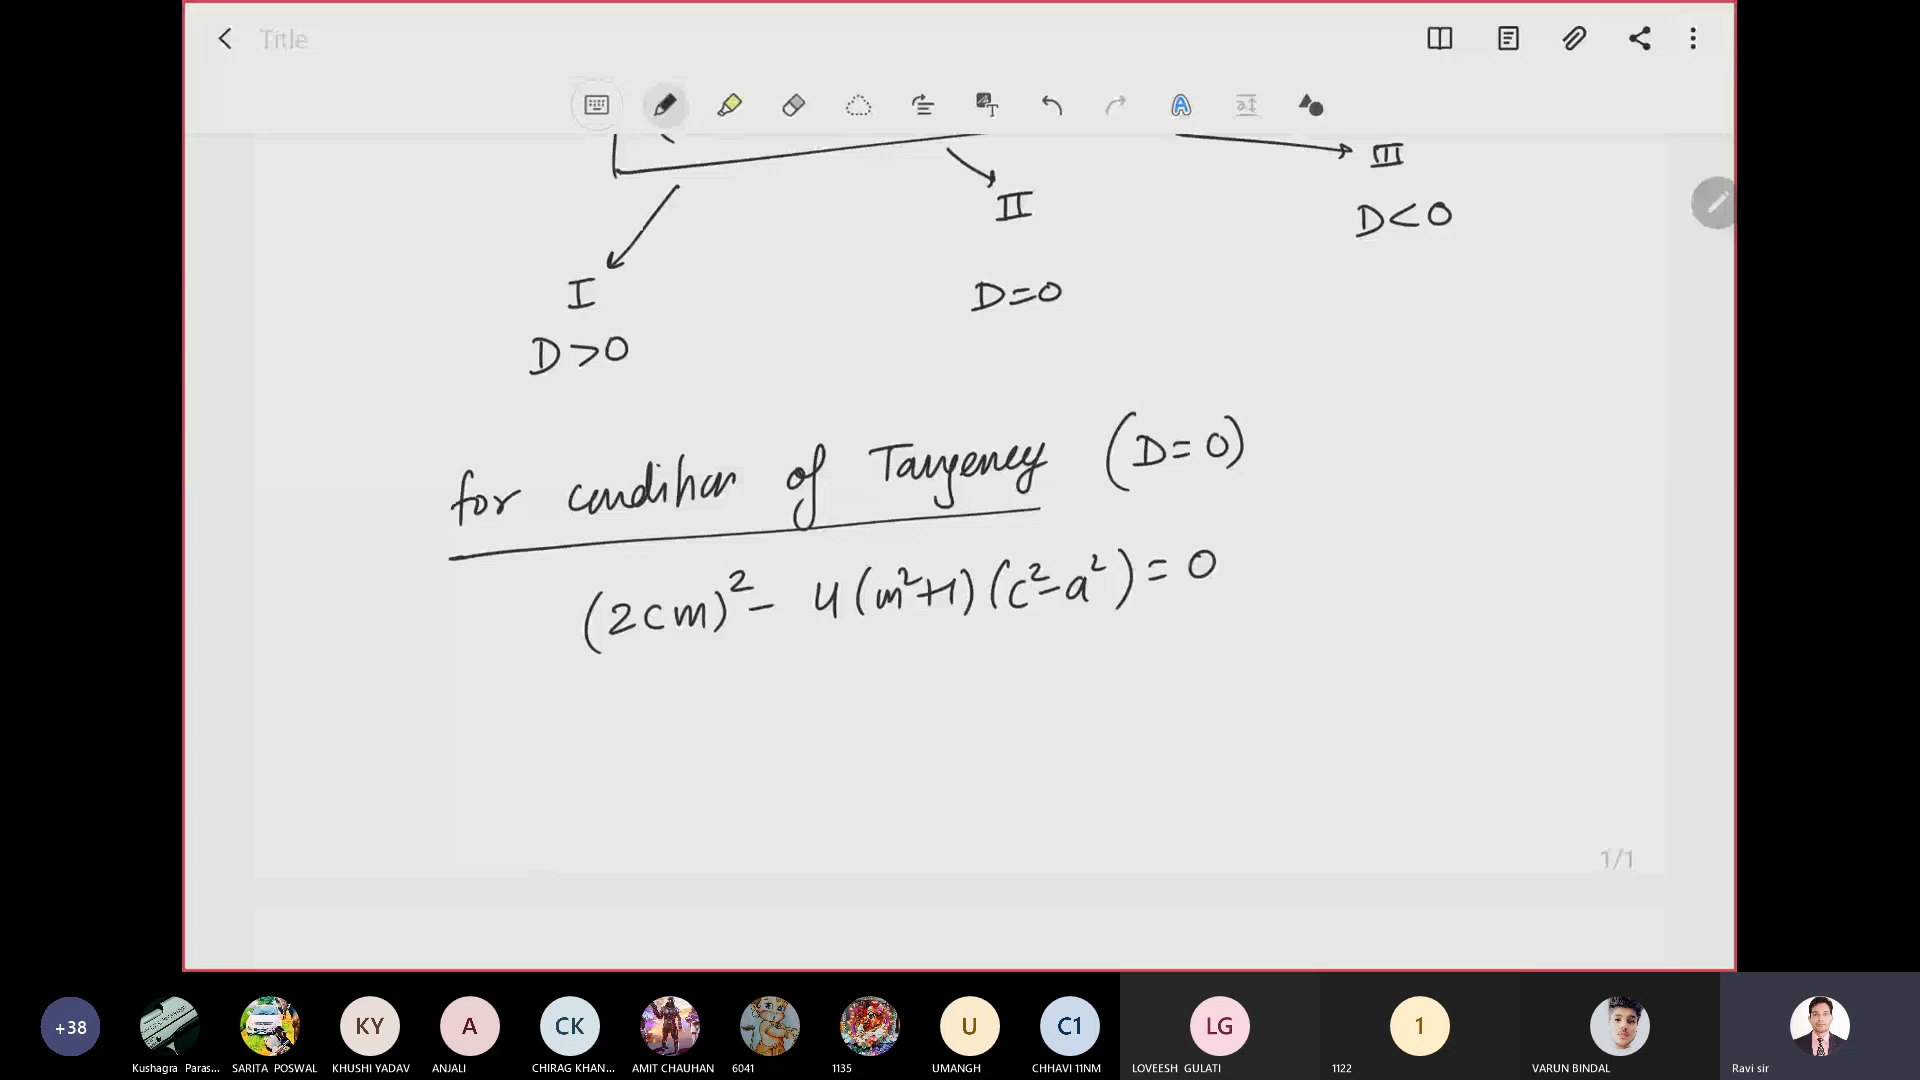 Title
III
II
D<0
I
D=0
D>0
for condition of Tangency (D=0)
(2cm)² - 4(m²+1)(c²-a²) = 0
1/1
+38
KY
A
CK
U
C1
LG
1
Kushagra Paras...
SARITA POSWAL
KHUSHI YADAV
ANJALI
CHIRAG KHAN...
AMIT CHAUHAN
6041
1135
UMANGH
CHHAVI 11NM
LOVEESH GULATI
1122
VARUN BINDAL
Ravi sir